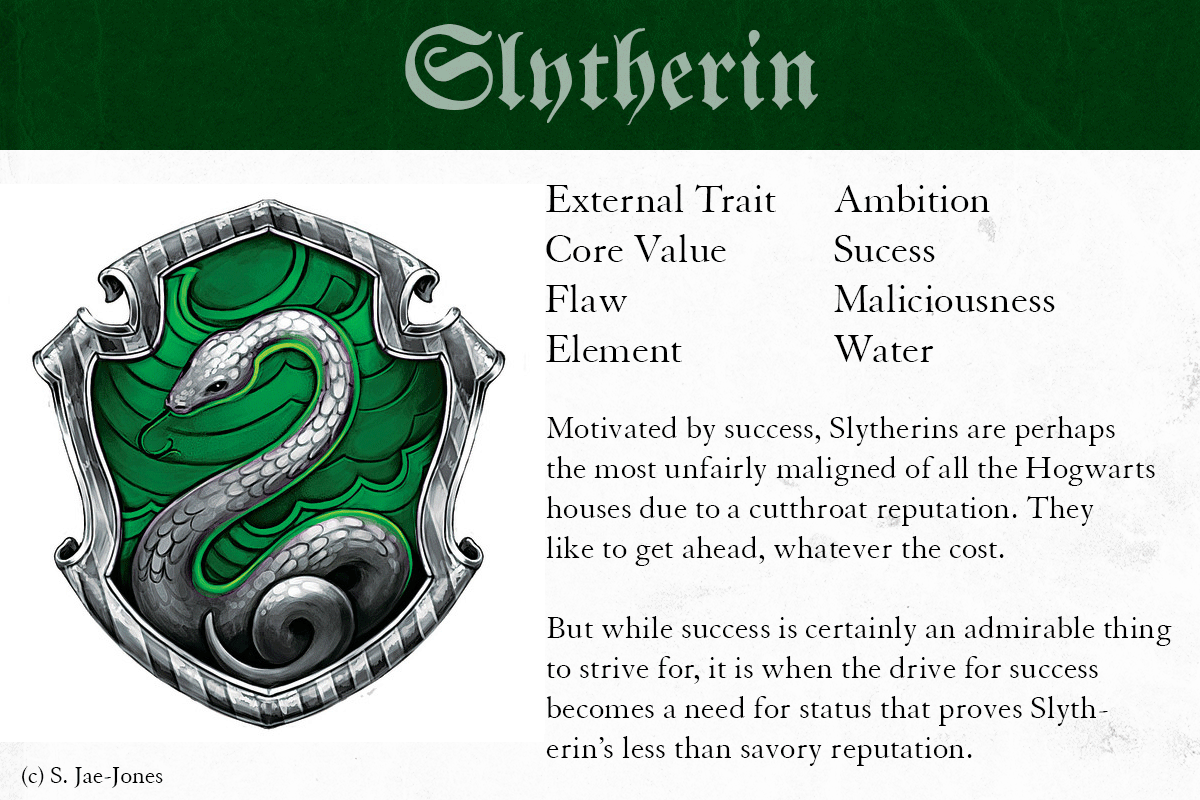 Slytherin
External Trait Ambition
Core Value Sucess
Flaw Maliciousness
Element Water
Motivated by success, Slytherins are perhaps
the most unfairly maligned of all the Hogwarts
houses due to a cutthroat reputation. They
like to get ahead, whatever the cost.
But while success is certainly an admirable thing
to strive for, it is when the drive for success
becomes a need for status that proves Slyth-
erin's less than savory reputation.
(c) S. Jae-Jones